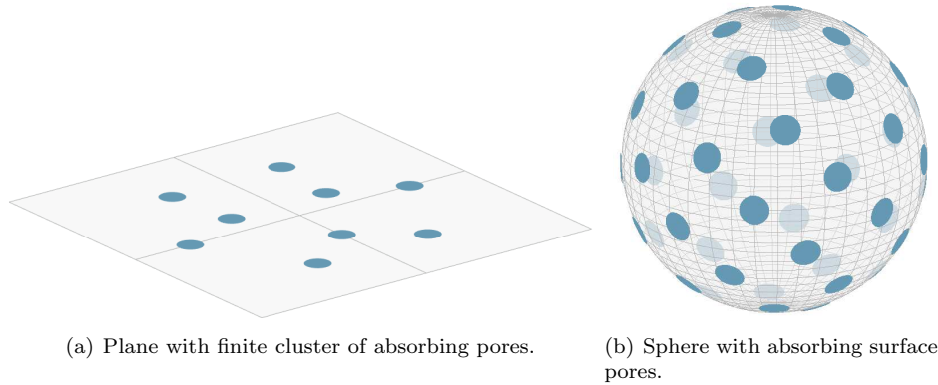 (a) Plane with finite cluster of absorbing pores.
(b) Sphere with absorbing surface
pores.